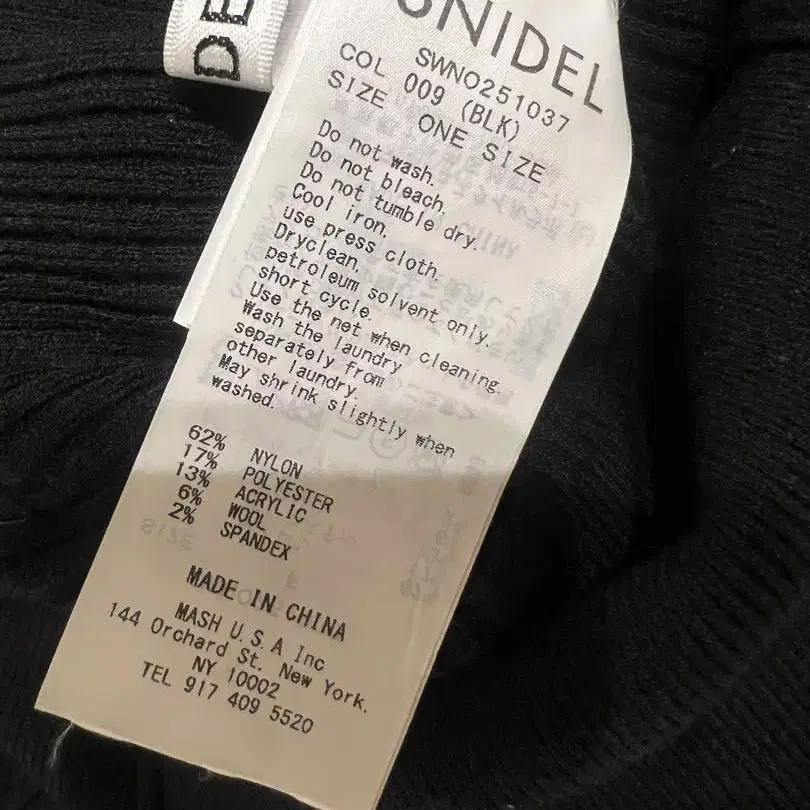 DE
SNIDEL
SWNO251037
COL 009 (BLK)
SIZE ONE SIZE
Do not wash.
Do not bleach.
Do not tumble dry.
Cool iron.
use press cloth.
Dryclean.
petroleum solvent only.
short cycle.
Use the net when cleaning.
Wash the laundry
separately from
other laundry.
May shrink slightly when
washed.
62% NYLON
17% POLYESTER
13% ACRYLIC
6% WOOL
2% SPANDEX
MADE IN CHINA
MASH U.S.A Inc
144 Orchard St. New York.
NY 10002
TEL 917 409 5520